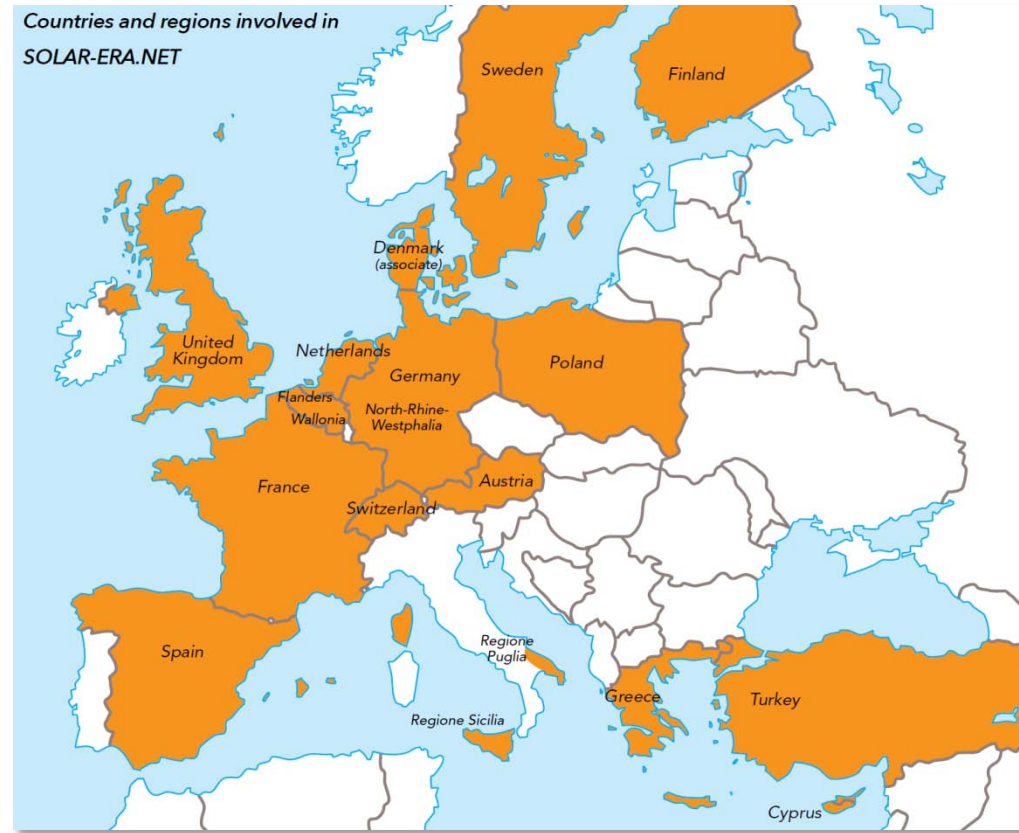 Countries and regions involved in
SOLAR-ERA.NET
Sweden
Finland
Denmark
(associate)
United
Kingdom
Netherlands
Germany
Poland
Flanders
Wallonia
North-Rhine-
Westphalia
France
Austria
Switzerland
Spain
Regione
Puglia
Greece
Turkey
Regione Sicilia
Cyprus